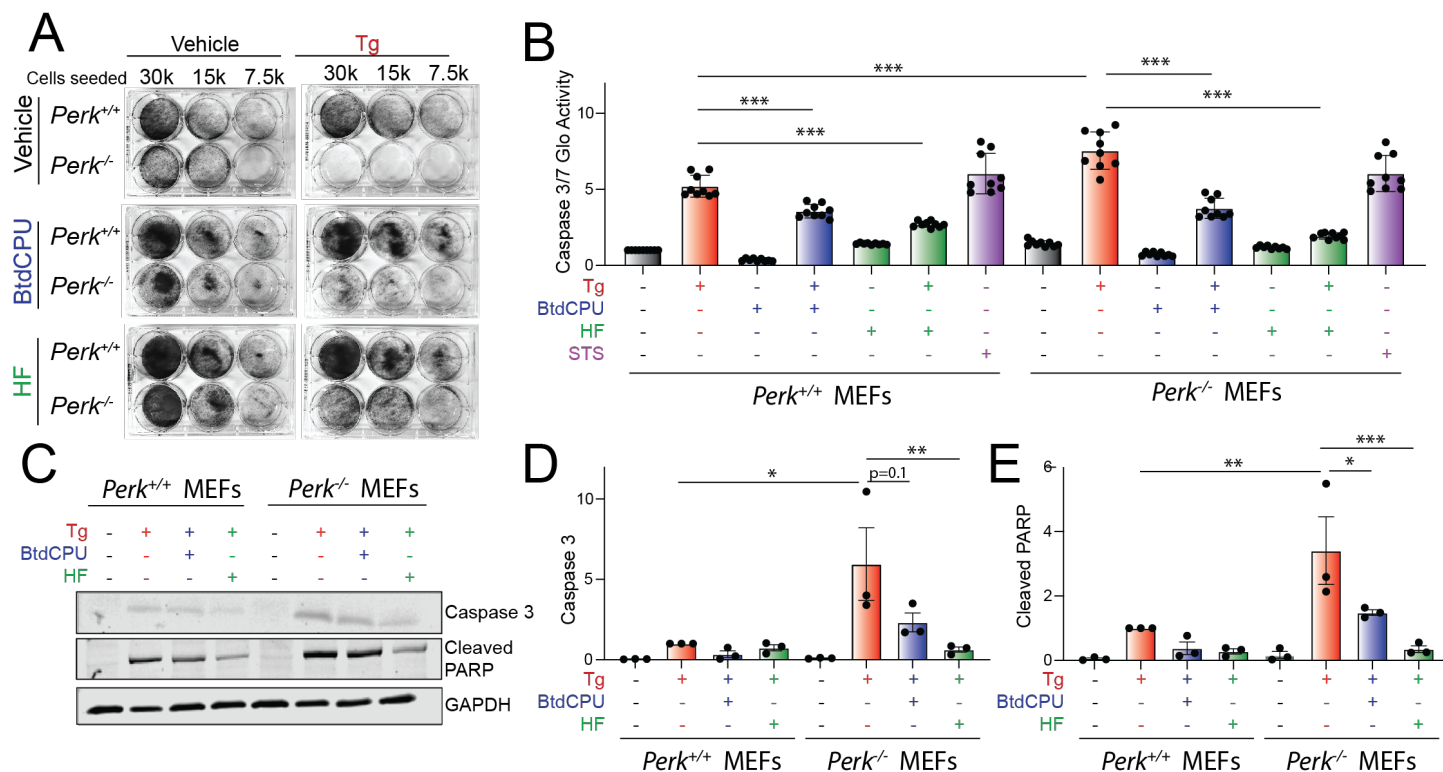 A
Vehicle Tg
Cells seeded 30k 15k 7.5k 30k 15k 7.5k
Vehicle
Perk+/+
Perk-/-
BtdCPU
Perk+/+
Perk-/-
HF
Perk+/+
Perk-/-
B
Caspase 3/7 Glo Activity
10
5
0
*** *** *** *** ***
Tg - + - + - + - - + - + - + -
BtdCPU - - + + - - - - - + + - - -
HF - - - - + + - - - - - + + -
STS - - - - - - + - - - - - - +
Perk+/+ MEFs Perk-/- MEFs
C
Perk+/+ MEFs Perk-/- MEFs
Tg - + + + - + + +
BtdCPU - - + - - - + -
HF - - - + - - - +
Caspase 3
Cleaved
PARP
GAPDH
D
Caspase 3
10
5
0
* ** p=0.1
Tg - + + + - + + +
BtdCPU - - + - - - + -
HF - - - + - - - +
Perk+/+ MEFs Perk-/- MEFs
E
Cleaved PARP
6
4
2
0
** *** *
Tg - + + + - + + +
BtdCPU - - + - - - + -
HF - - - + - - - +
Perk+/+ MEFs Perk-/- MEFs